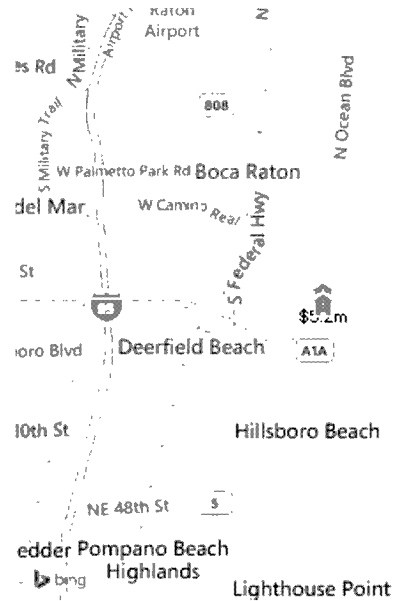 Raton
Airport
N
N Military
Airport
es Rd
808
N Ocean Blvd
S Military Trail
W Palmetto Park Rd
Boca Raton
del Mar
W Camino Real
St
S Federal Hwy
$5.2m
oro Blvd
Deerfield Beach
A1A
10th St
Hillsboro Beach
NE 48th St
5
edder
Pompano Beach
Highlands
bing
Lighthouse Point